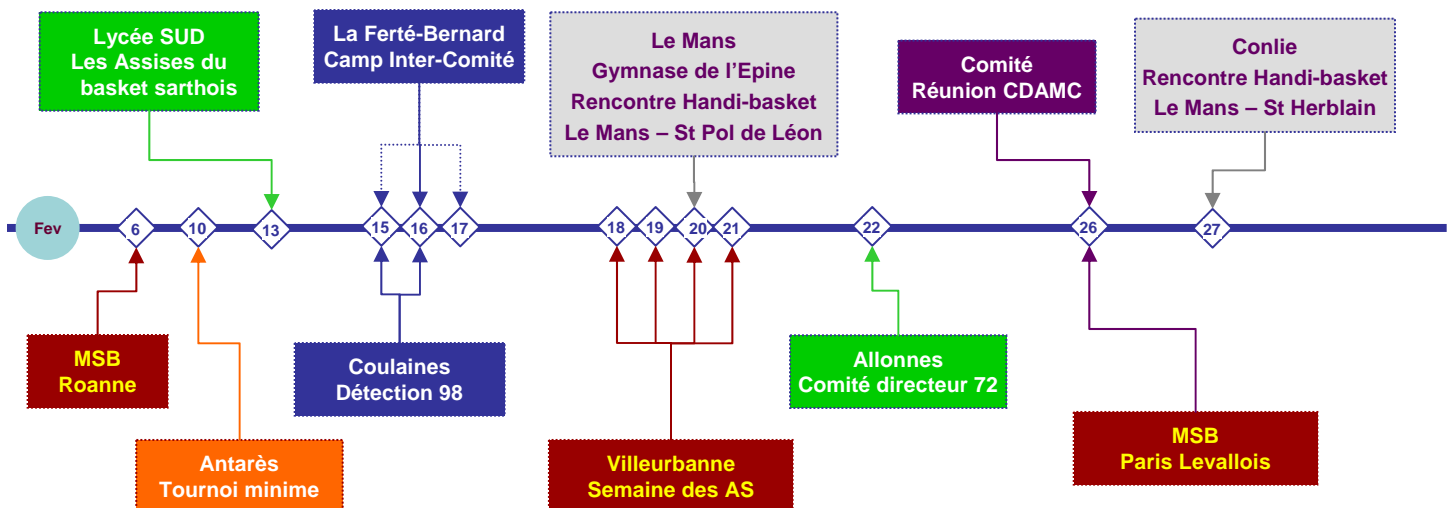 Lycée SUD
Les Assises du
basket sarthois
La Ferté-Bernard
Camp Inter-Comité
Le Mans
Gymnase de l’Epine
Rencontre Handi-basket
Le Mans – St Pol de Léon
Comité
Réunion CDAMC
Conlie
Rencontre Handi-basket
Le Mans – St Herblain
Fev
6
10
13
15
16
17
18
19
20
21
22
26
27
MSB
Roanne
Coulaines
Détection 98
Allonnes
Comité directeur 72
Antarès
Tournoi minime
Villeurbanne
Semaine des AS
MSB
Paris Levallois